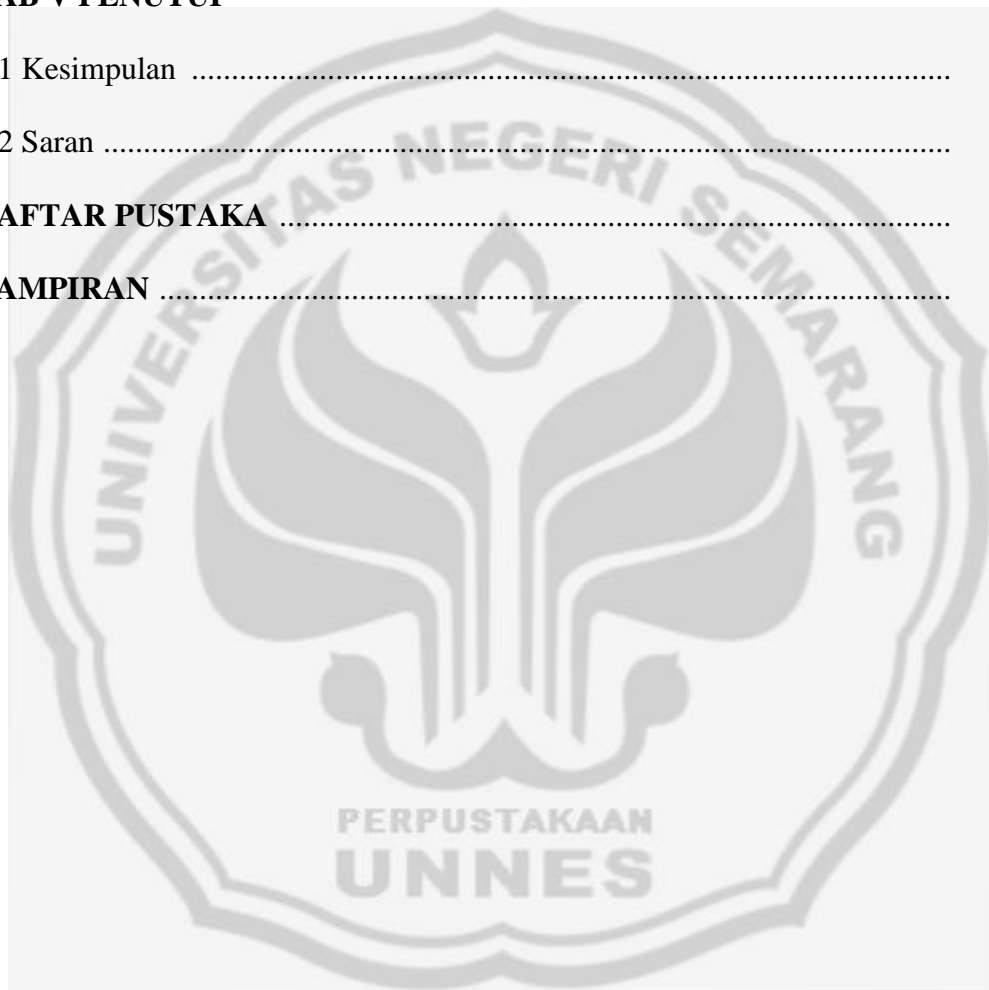 AB V PENUTUP
1 Kesimpulan ...............................................................................................
2 Saran .........................................................................................................
AFTAR PUSTAKA ....................................................................................
AMPIRAN ...................................................................................................
UNIVERSITAS NEGERI SEMARANG
PERPUSTAKAAN
UNNES